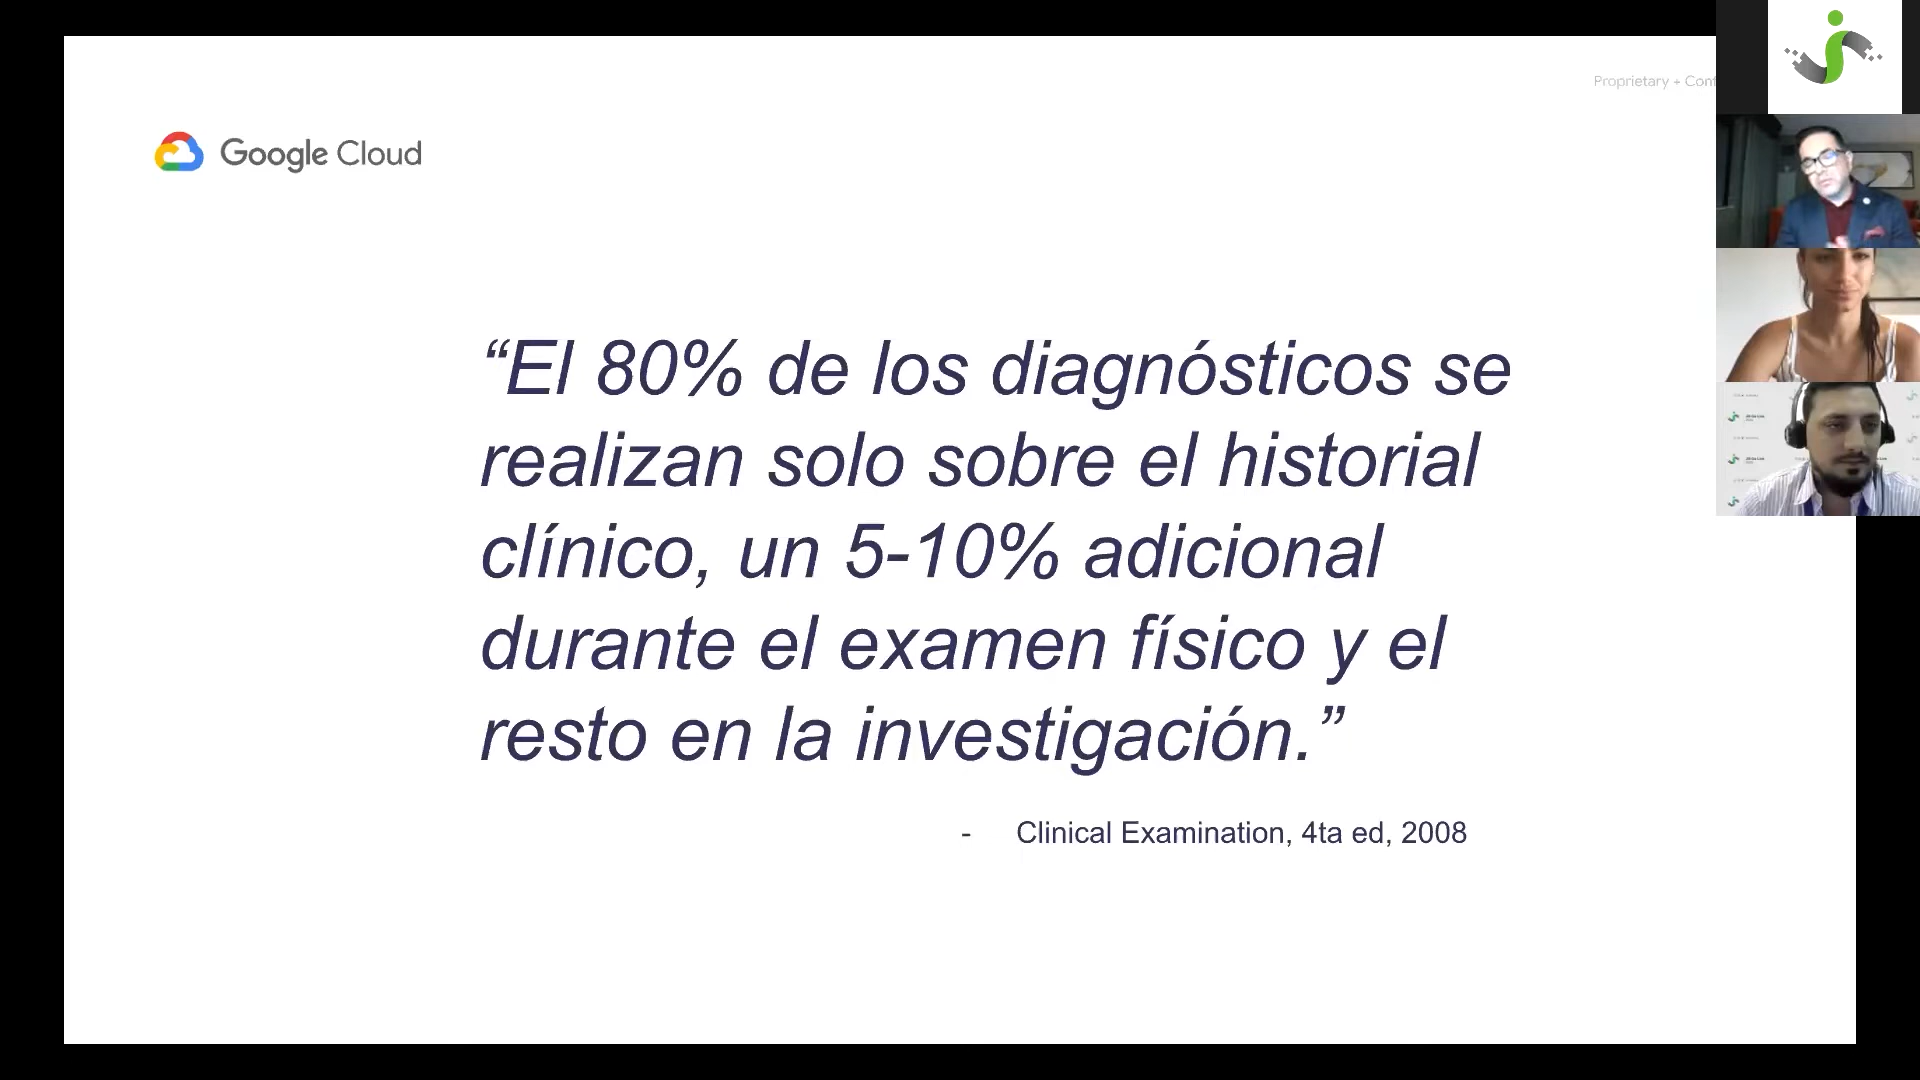 Proprietary + Conf
Google Cloud
“El 80% de los diagnósticos se
realizan solo sobre el historial
clínico, un 5-10% adicional
durante el examen físico y el
resto en la investigación.”
- Clinical Examination, 4ta ed, 2008